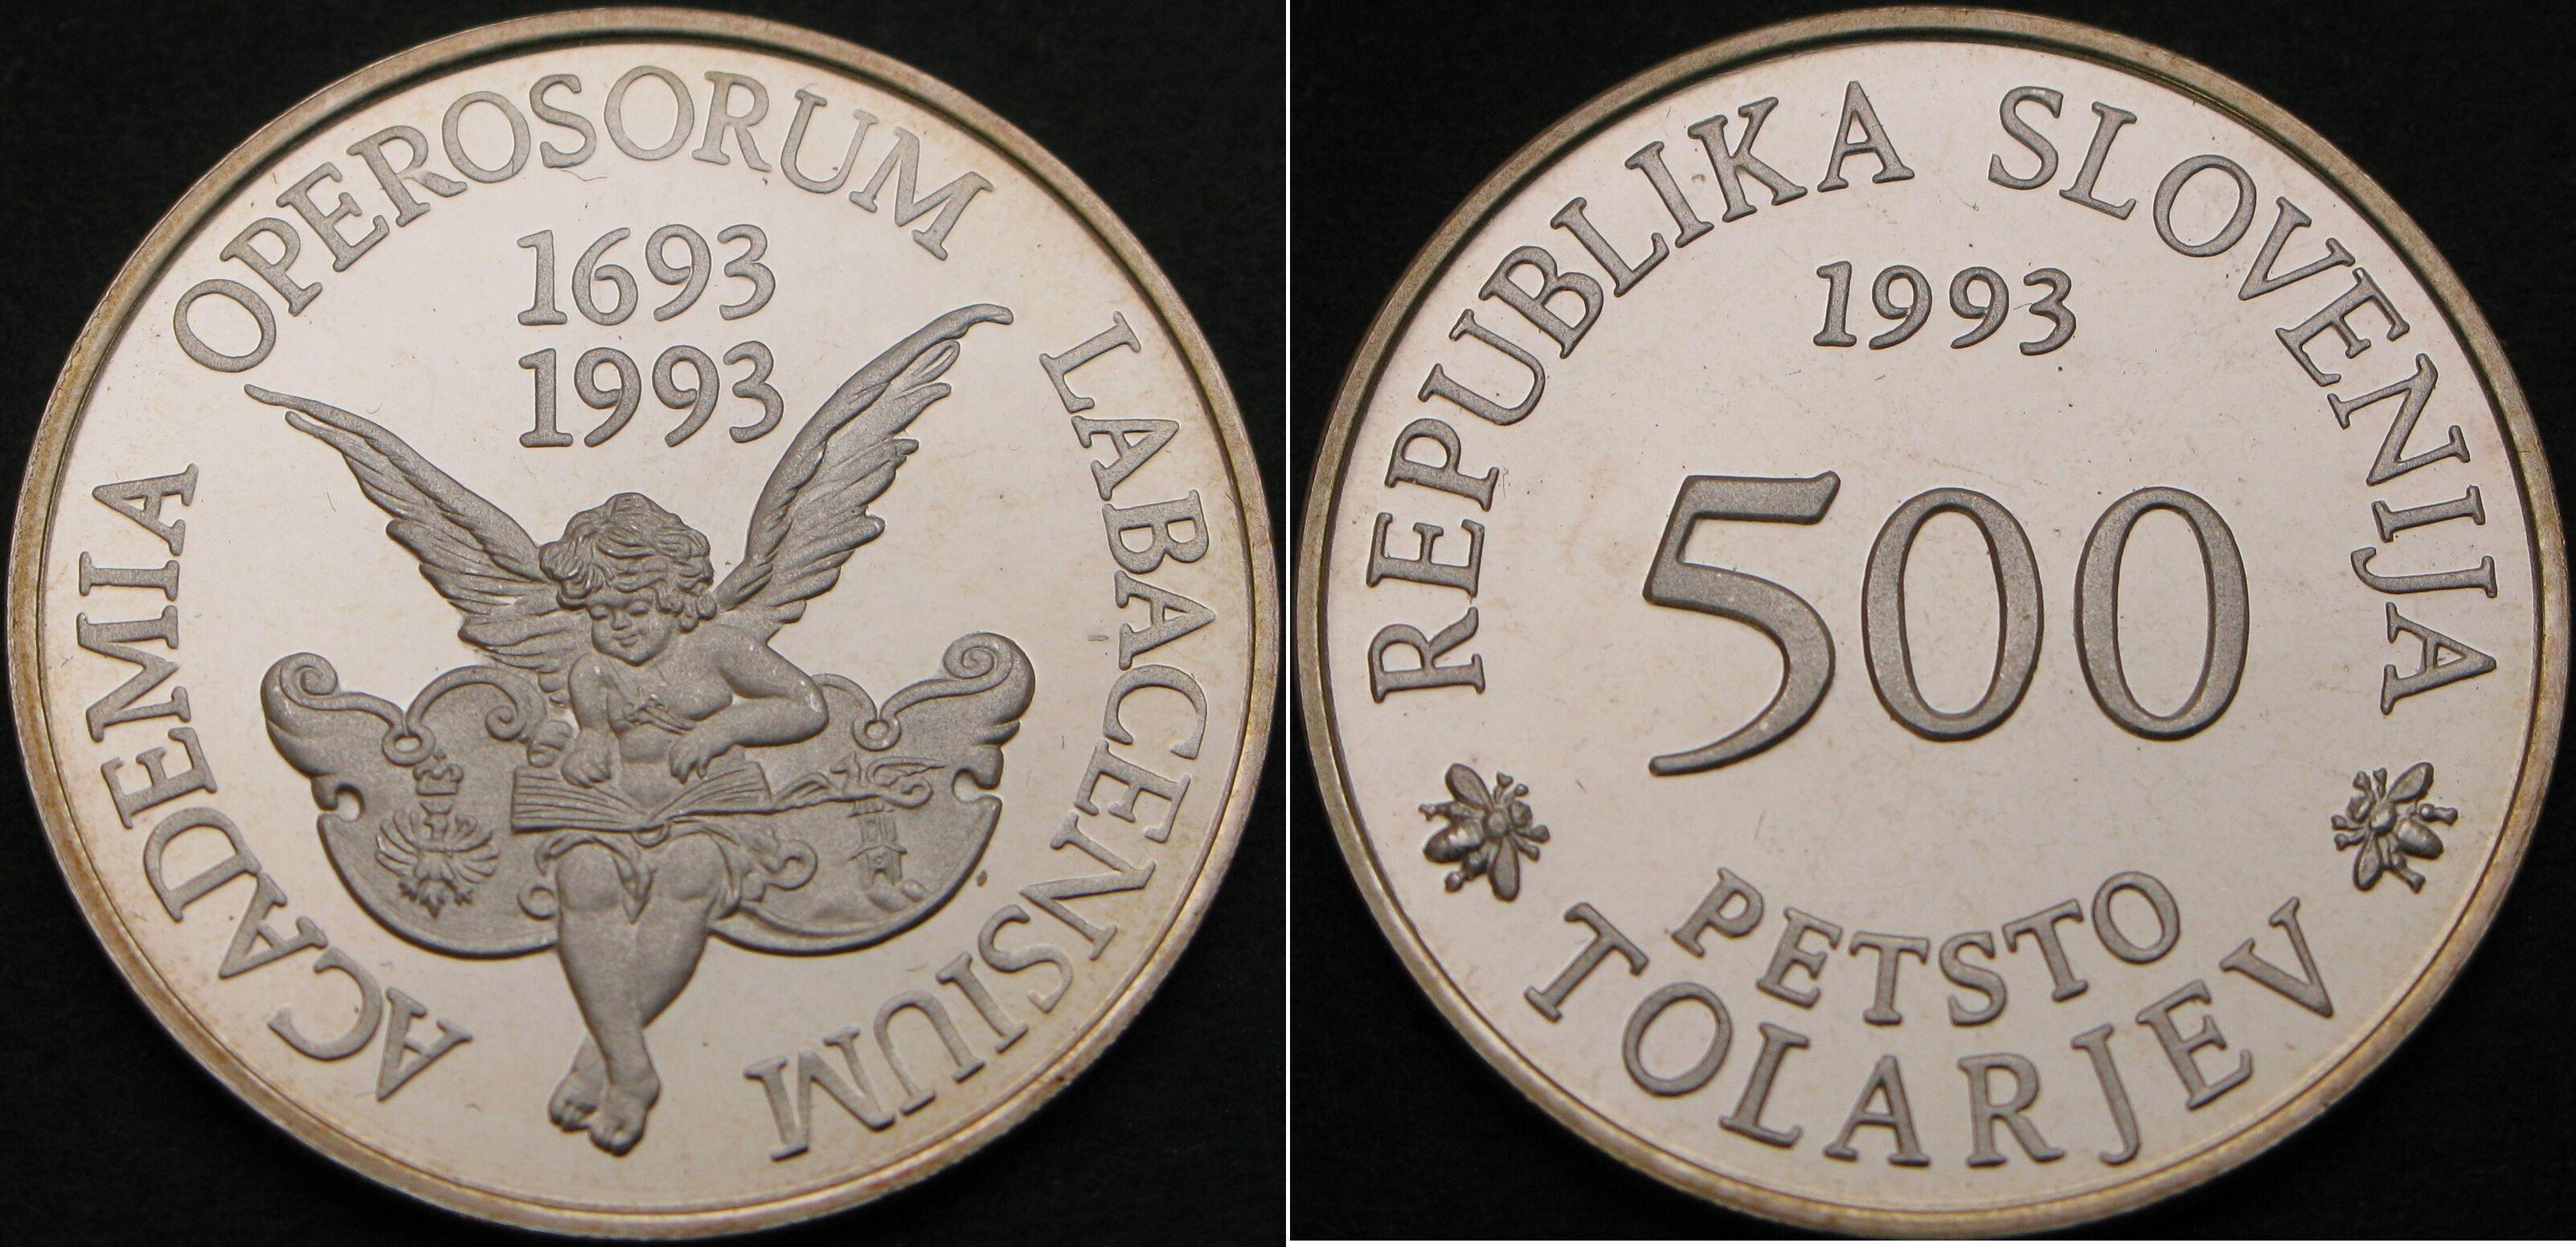 ACADEMIA OPEROSORUM LABACENSIUM
1693
1993
REPUBLIKA SLOVENIJA
1993
500
PETSTO
TOLARJEV